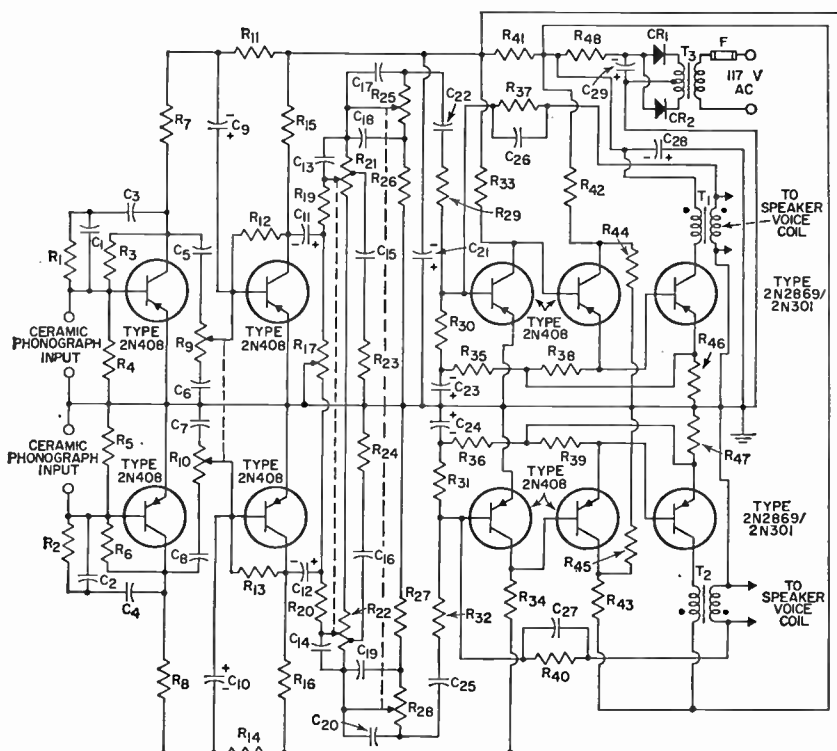 R11
R41
R48
CR1
T3
F
117 V
AC
C17
R25
C22
R37
C29
CR2
R7
C9
R15
C18
C26
C28
C13
R21
R26
R33
R42
C3
R19
R29
R44
T1
TO
SPEAKER
VOICE
COIL
R1
C1
R3
C5
R12
C11
C15
C21
TYPE
2N2869/
2N301
CERAMIC
PHONOGRAPH
INPUT
TYPE
2N408
R9
TYPE
2N408
R17
R30
TYPE
2N408
R46
R4
C6
R23
R35
R38
C23
CERAMIC
PHONOGRAPH
INPUT
R5
C7
R10
R24
C24
R36
R39
R47
TYPE
2N408
TYPE
2N408
R31
TYPE
2N408
TYPE
2N2869/
2N301
R2
C2
R6
C8
R13
C12
C16
R45
C4
R20
R22
R27
R32
R34
C27
R43
T2
TO
SPEAKER
VOICE
COIL
C14
C19
R40
R8
C10
R16
C25
R28
C20
R14